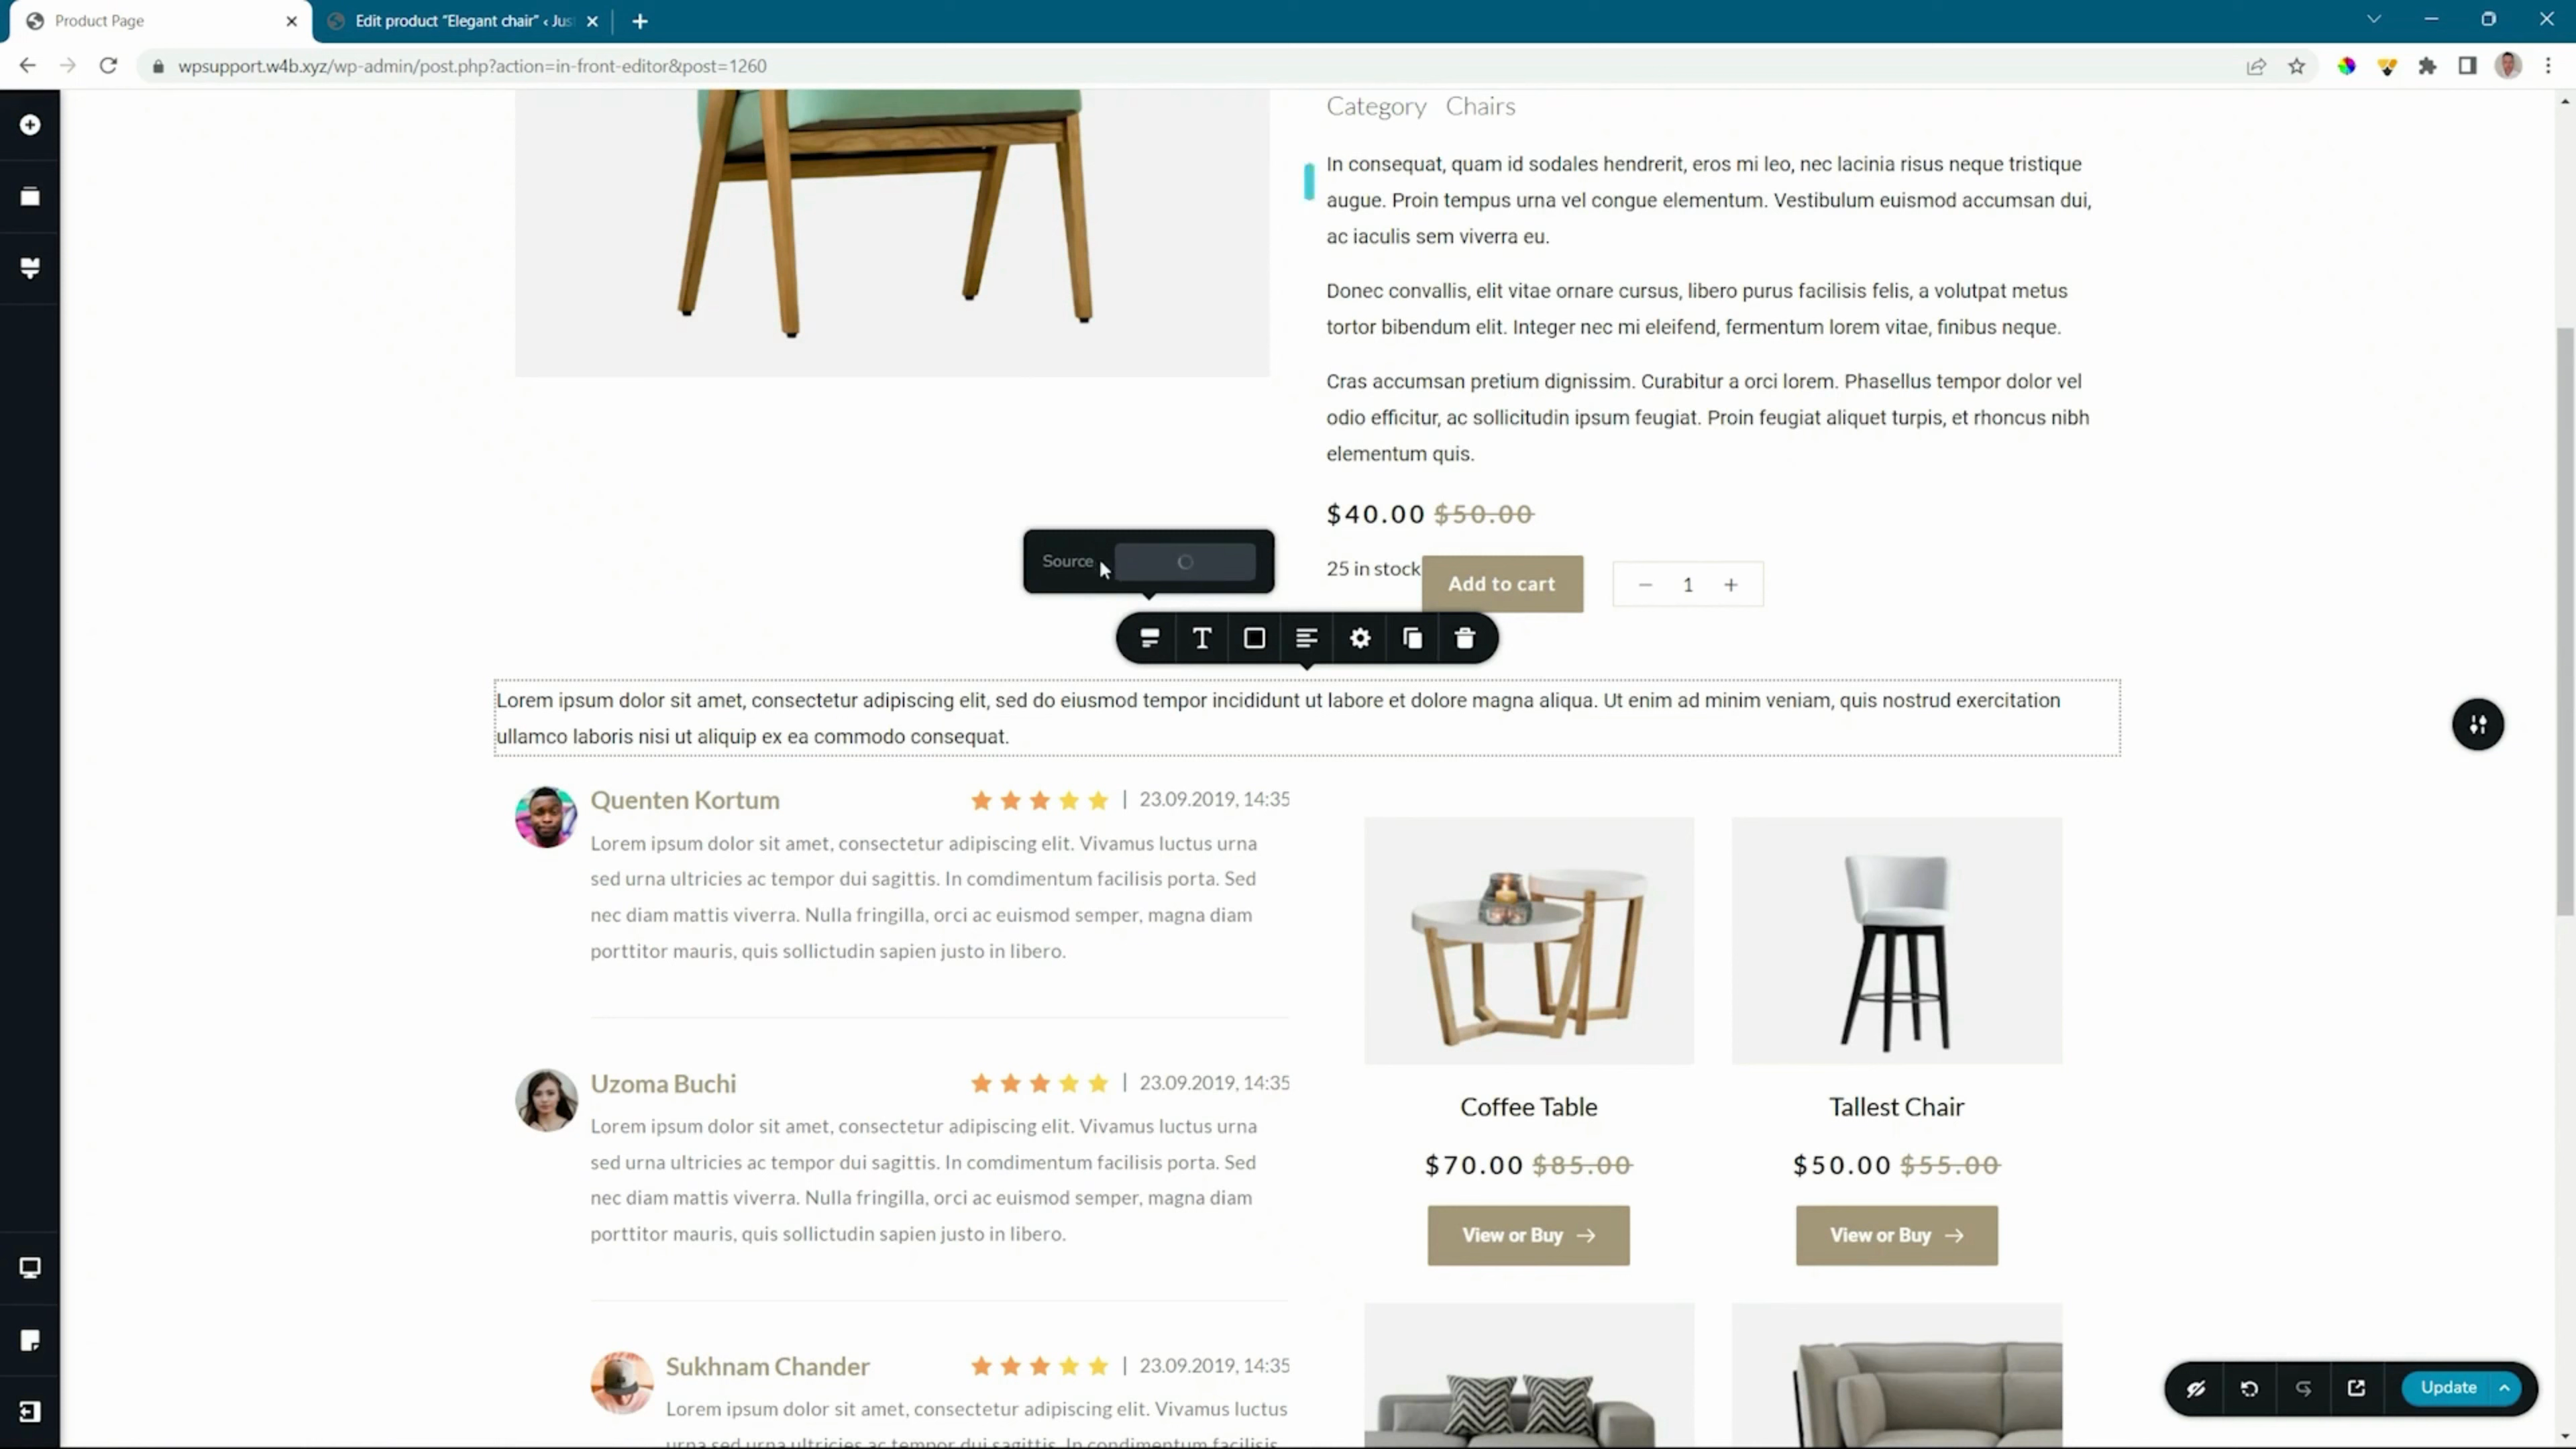 Product Page
Edit product “Elegant chair” ‹ Jus
wpsupport.w4b.xyz/wp-admin/post.php?action=in-front-editor&post=1260
Category Chairs
In consequat, quam id sodales hendrerit, eros mi leo, nec lacinia risus neque tristique
augue. Proin tempus urna vel congue elementum. Vestibulum euismod accumsan dui,
ac iaculis sem viverra eu.
Donec convallis, elit vitae ornare cursus, libero purus facilisis felis, a volutpat metus
tortor bibendum elit. Integer nec mi eleifend, fermentum lorem vitae, finibus neque.
Cras accumsan pretium dignissim. Curabitur a orci lorem. Phasellus tempor dolor vel
odio efficitur, ac sollicitudin ipsum feugiat. Proin feugiat aliquet turpis, et rhoncus nibh
elementum quis.
$40.00 $50.00
Source
25 in stock
Add to cart
− 1 +
Lorem ipsum dolor sit amet, consectetur adipiscing elit, sed do eiusmod tempor incididunt ut labore et dolore magna aliqua. Ut enim ad minim veniam, quis nostrud exercitation
ullamco laboris nisi ut aliquip ex ea commodo consequat.
Quenten Kortum | 23.09.2019, 14:35
Lorem ipsum dolor sit amet, consectetur adipiscing elit. Vivamus luctus urna
sed urna ultricies ac tempor dui sagittis. In comdimentum facilisis porta. Sed
nec diam mattis viverra. Nulla fringilla, orci ac euismod semper, magna diam
porttitor mauris, quis sollictudin sapien justo in libero.
Uzoma Buchi | 23.09.2019, 14:35
Lorem ipsum dolor sit amet, consectetur adipiscing elit. Vivamus luctus urna
sed urna ultricies ac tempor dui sagittis. In comdimentum facilisis porta. Sed
nec diam mattis viverra. Nulla fringilla, orci ac euismod semper, magna diam
porttitor mauris, quis sollictudin sapien justo in libero.
Sukhnam Chander | 23.09.2019, 14:35
Lorem ipsum dolor sit amet, consectetur adipiscing elit. Vivamus luctus
urna sed urna ultricies ac tempor dui sagittis. In comdimentum facilisis
Coffee Table
$70.00 $85.00
View or Buy →
Tallest Chair
$50.00 $55.00
View or Buy →
Update